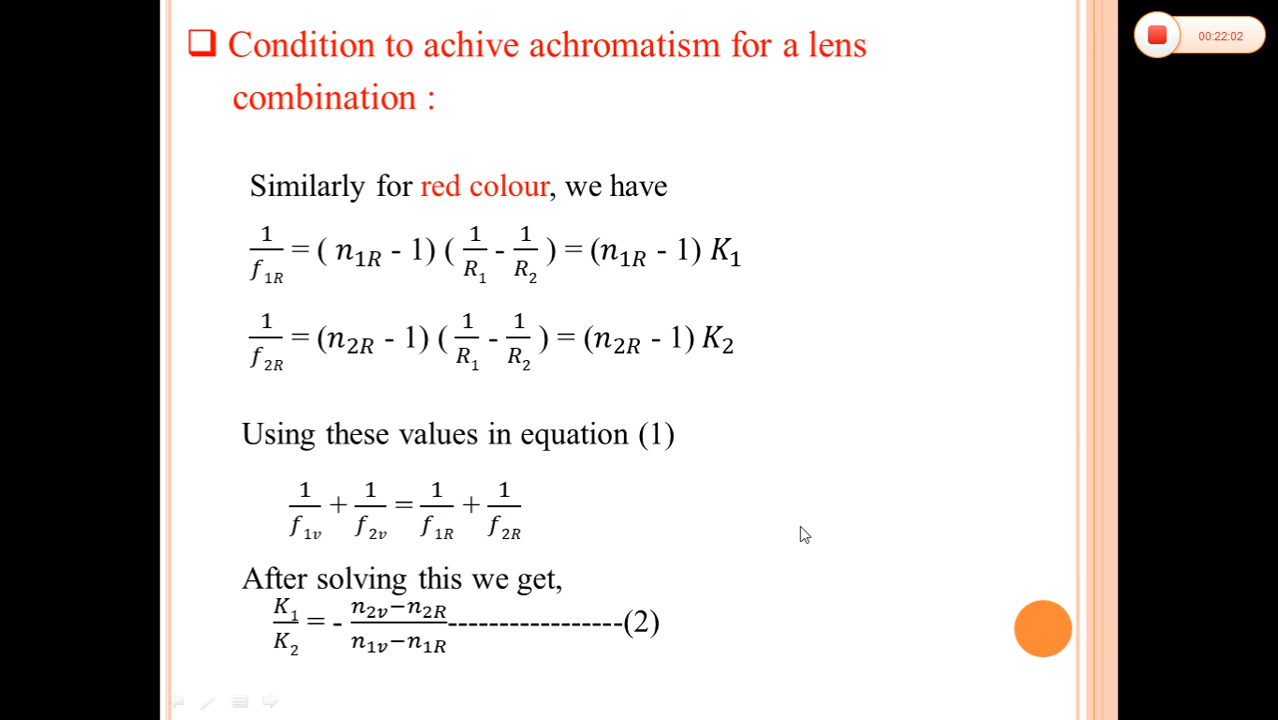 ❑ Condition to achive achromatism for a lens
combination :
00:22:02
Similarly for red colour, we have
1/f_1R = ( n_1R - 1) ( 1/R_1 - 1/R_2 ) = (n_1R - 1) K_1
1/f_2R = (n_2R - 1) ( 1/R_1 - 1/R_2 ) = (n_2R - 1) K_2
Using these values in equation (1)
1/f_1v + 1/f_2v = 1/f_1R + 1/f_2R
After solving this we get,
K_1/K_2 = - n_2v−n_2R/n_1v−n_1R -----------------(2)